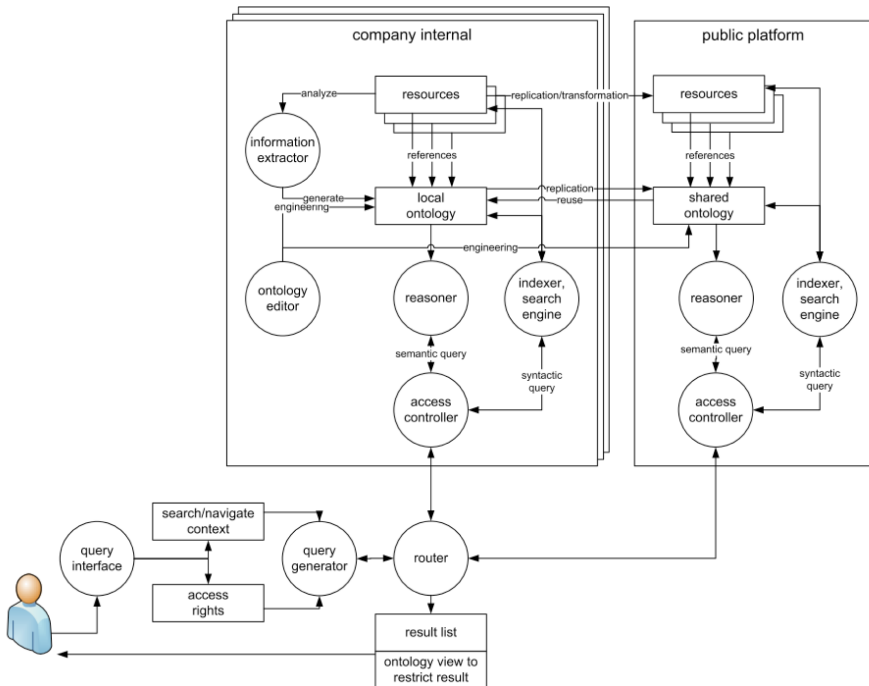 company internal
public platform
analyze
resources
replication/transformation
resources
information
extractor
references
references
generate
engineering
local
ontology
replication
reuse
shared
ontology
engineering
ontology
editor
reasoner
indexer,
search
engine
reasoner
indexer,
search
engine
semantic query
semantic query
syntactic
query
syntactic
query
access
controller
access
controller
search/navigate
context
query
interface
query
generator
router
access
rights
result list
ontology view to
restrict result